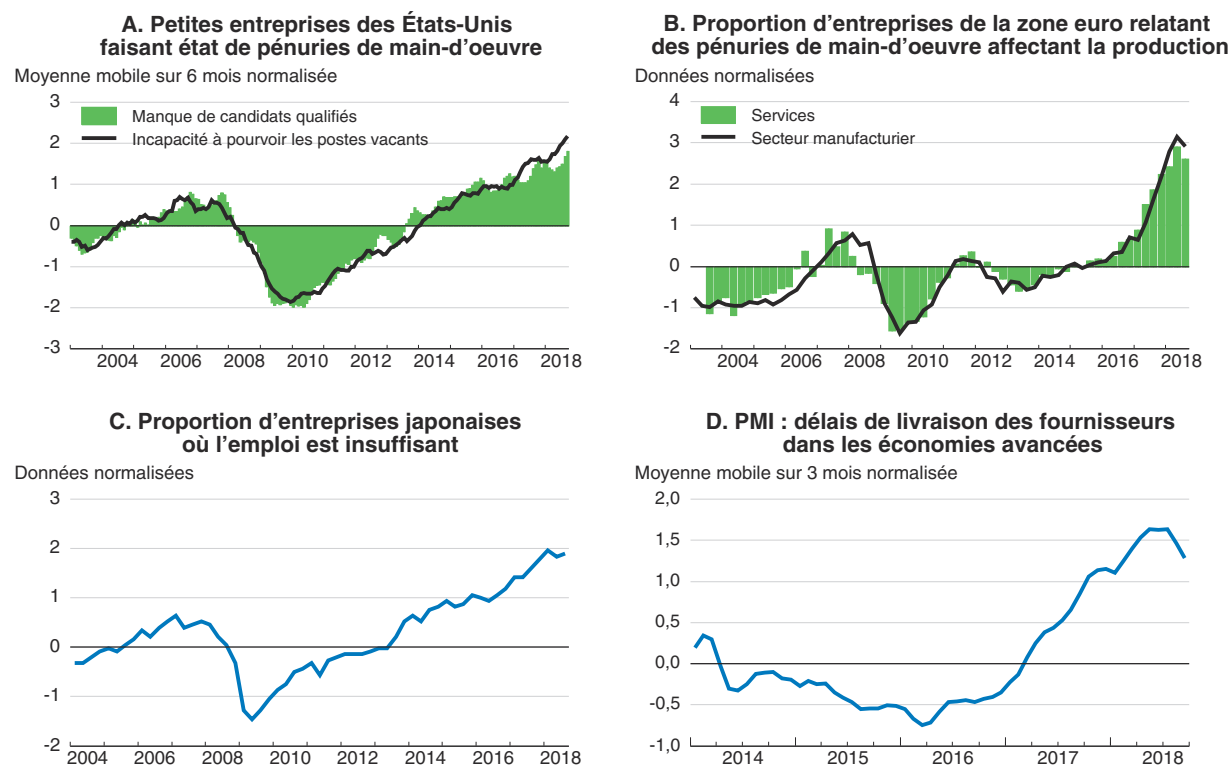 A. Petites entreprises des États-Unis
faisant état de pénuries de main-d'oeuvre
Moyenne mobile sur 6 mois normalisée
3
2
1
0
-1
-2
-3
Manque de candidats qualifiés
Incapacité à pourvoir les postes vacants
2004 2006 2008 2010 2012 2014 2016 2018
B. Proportion d'entreprises de la zone euro relatant
des pénuries de main-d'oeuvre affectant la production
Données normalisées
4
3
2
1
0
-1
-2
Services
Secteur manufacturier
2004 2006 2008 2010 2012 2014 2016 2018
C. Proportion d'entreprises japonaises
où l'emploi est insuffisant
Données normalisées
3
2
1
0
-1
-2
2004 2006 2008 2010 2012 2014 2016 2018
D. PMI : délais de livraison des fournisseurs
dans les économies avancées
Moyenne mobile sur 3 mois normalisée
2,0
1,5
1,0
0,5
0,0
-0,5
-1,0
2014 2015 2016 2017 2018